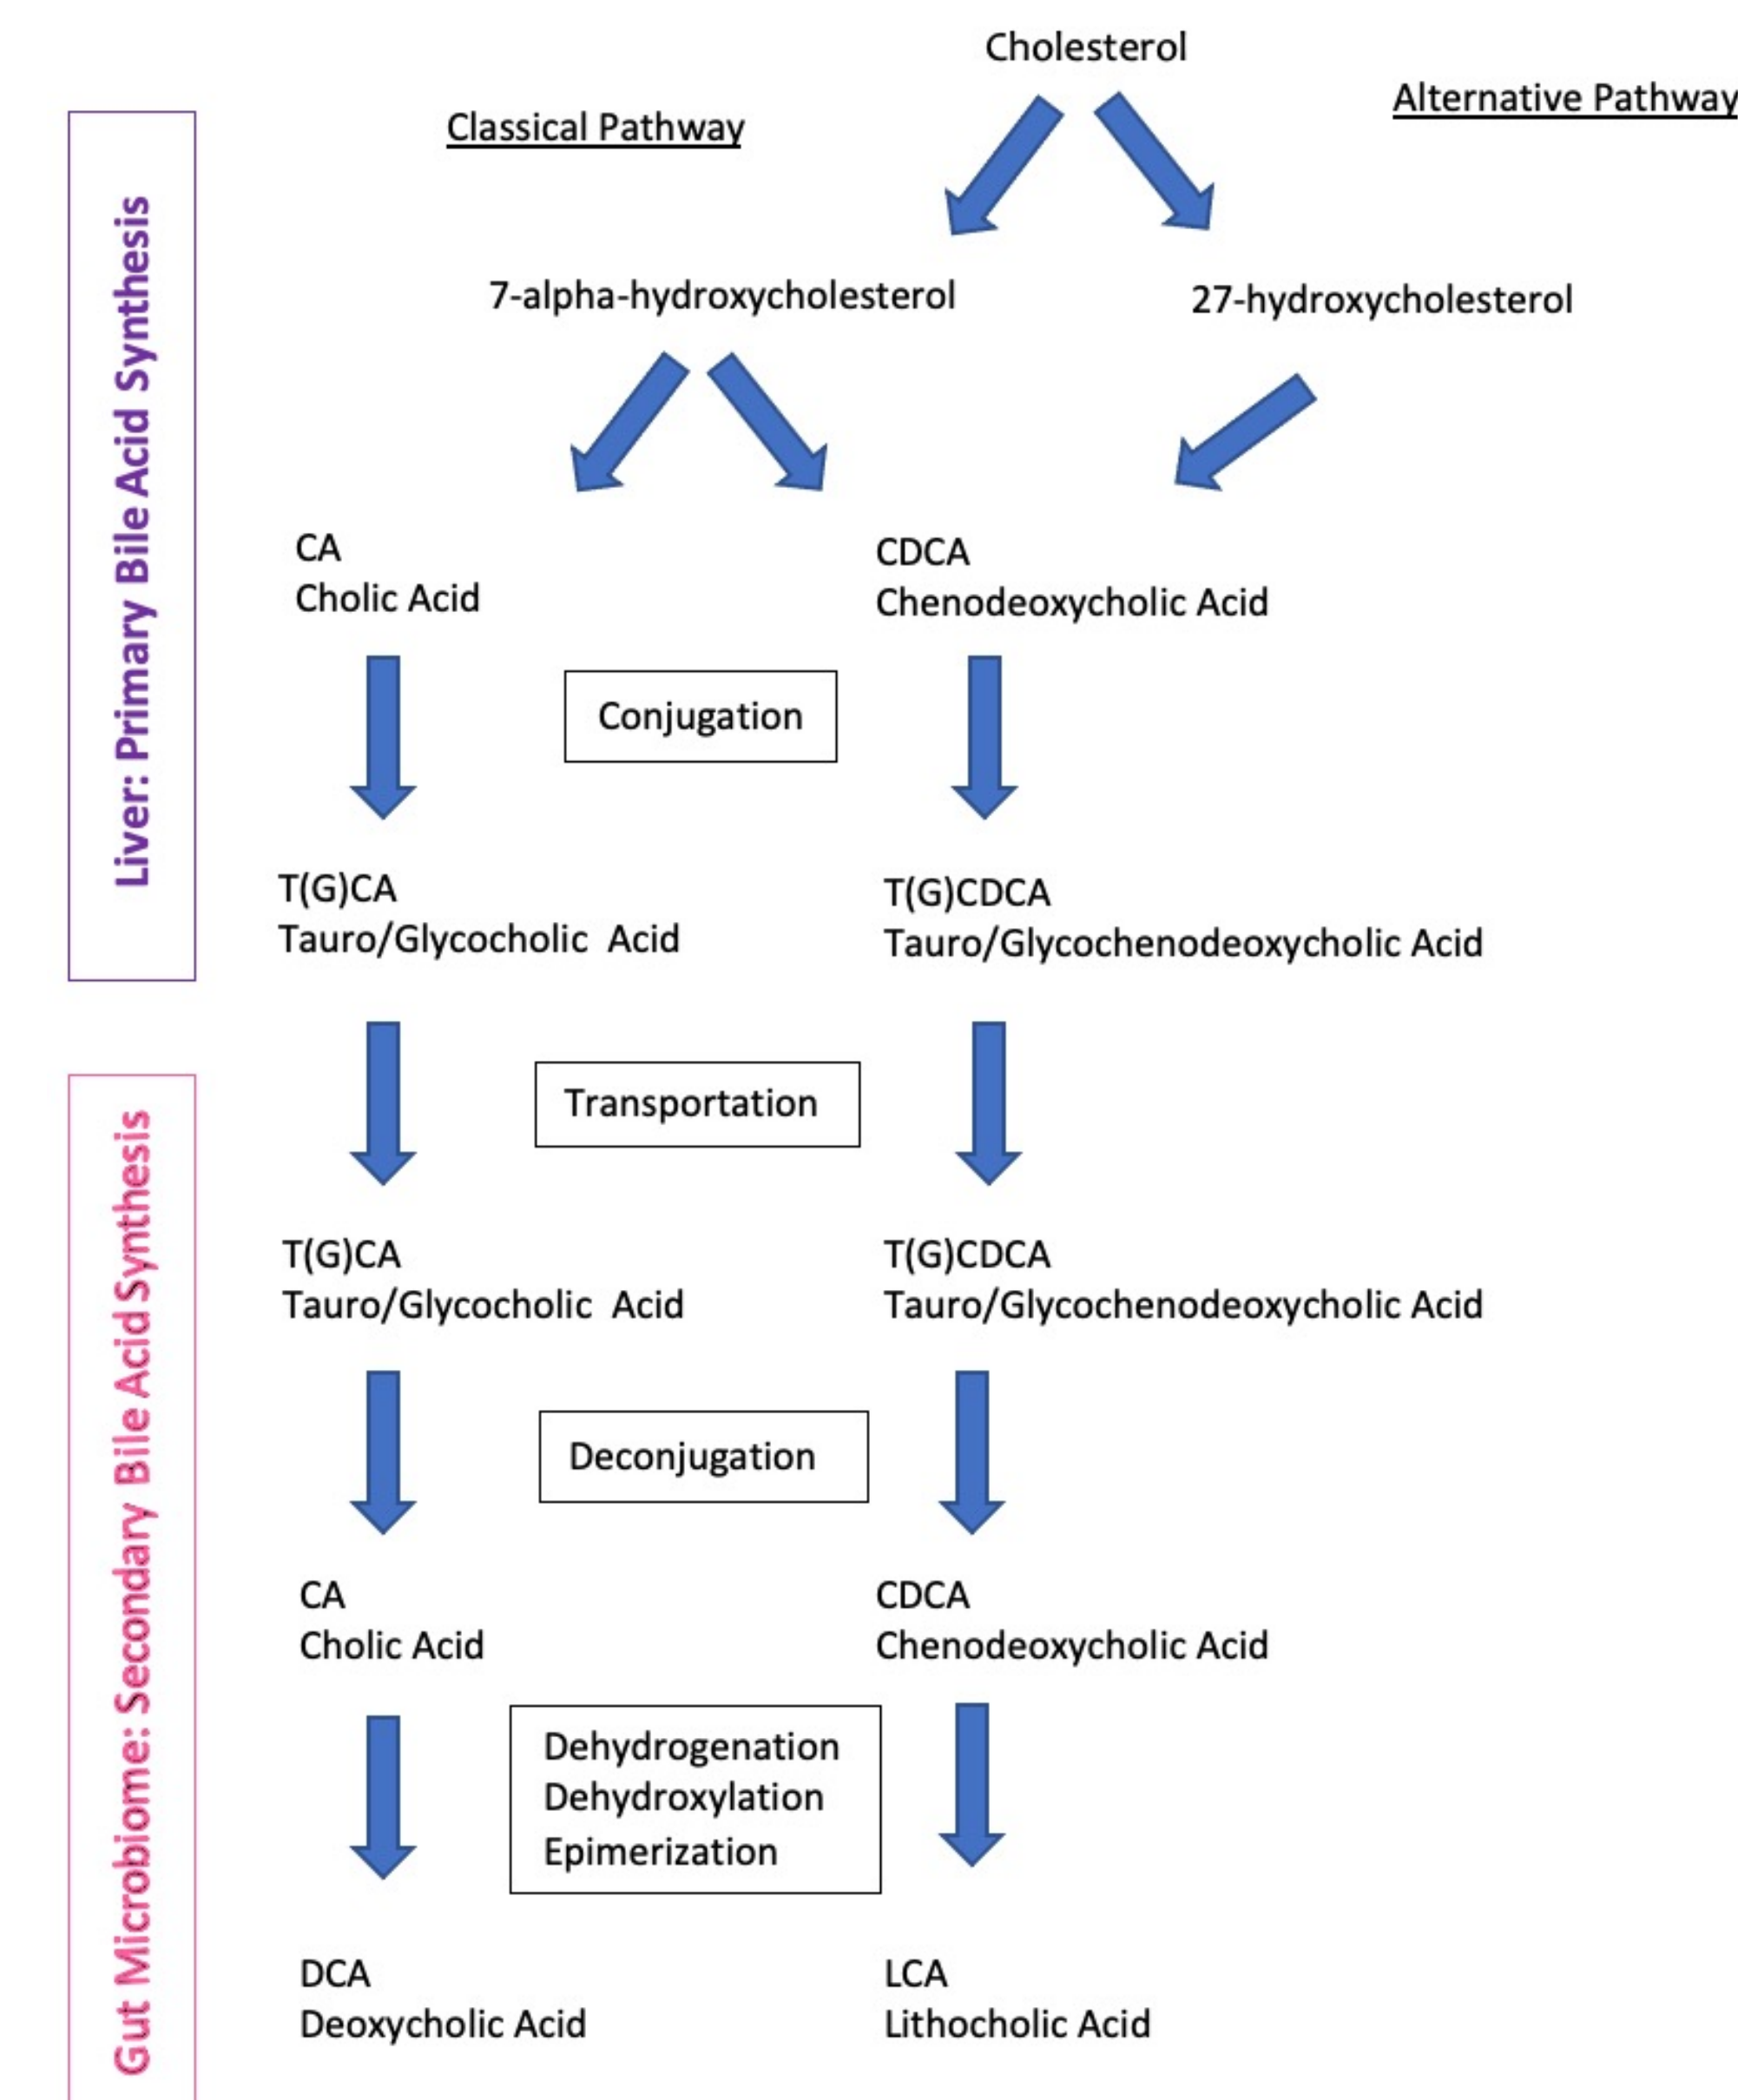 Cholesterol
Classical Pathway
Alternative Pathway
7-alpha-hydroxycholesterol
27-hydroxycholesterol
Liver: Primary Bile Acid Synthesis
CA
Cholic Acid
CDCA
Chenodeoxycholic Acid
Conjugation
T(G)CA
Tauro/Glycocholic Acid
T(G)CDCA
Tauro/Glycochenodeoxycholic Acid
Transportation
Gut Microbiome: Secondary Bile Acid Synthesis
T(G)CA
Tauro/Glycocholic Acid
T(G)CDCA
Tauro/Glycochenodeoxycholic Acid
Deconjugation
CA
Cholic Acid
CDCA
Chenodeoxycholic Acid
Dehydrogenation
Dehydroxylation
Epimerization
DCA
Deoxycholic Acid
LCA
Lithocholic Acid